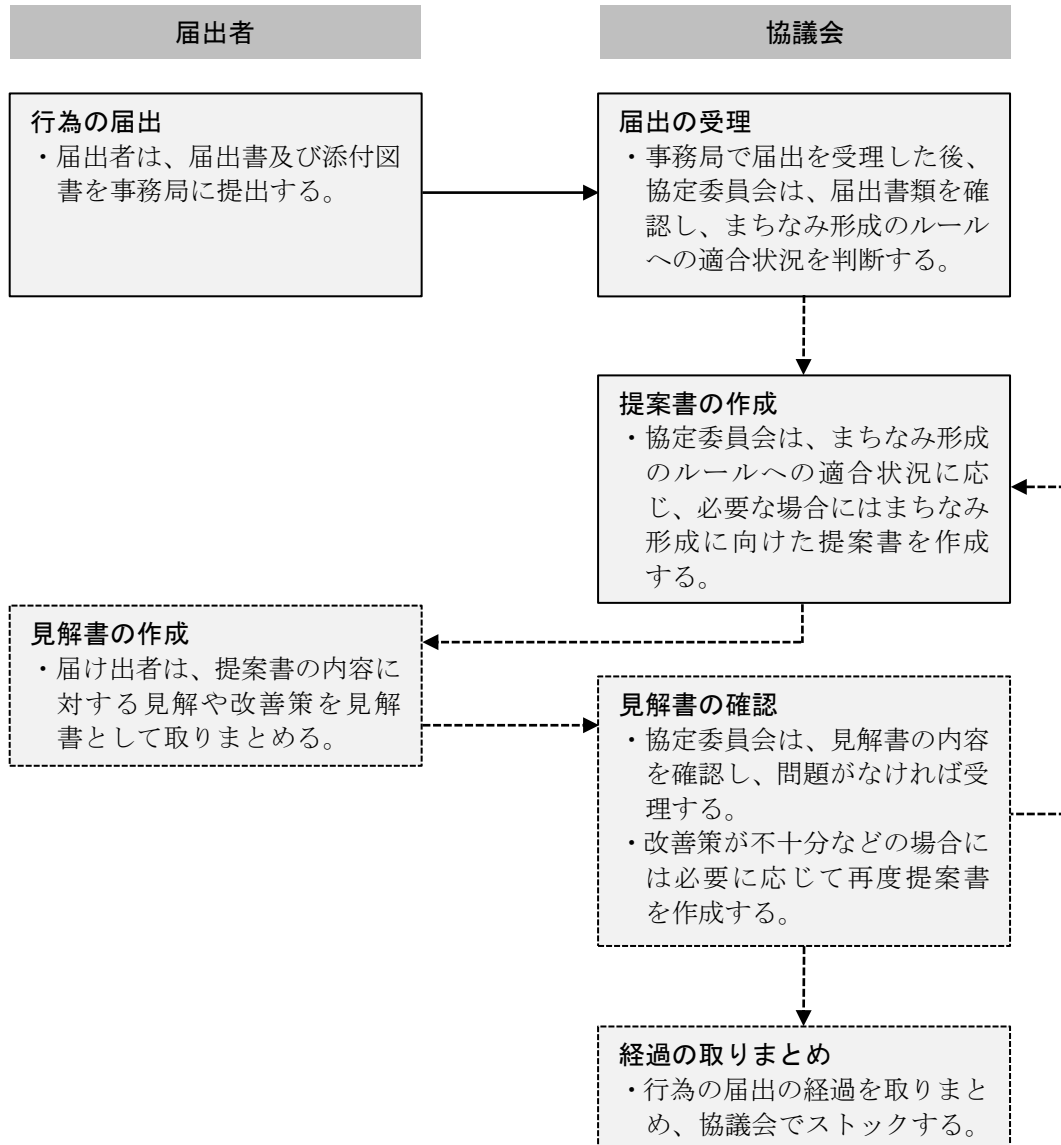 届出者
協議会
行為の届出
・届出者は、届出書及び添付図
書を事務局に提出する。
届出の受理
・事務局で届出を受理した後、
協定委員会は、届出書類を確
認し、まちなみ形成のルール
への適合状況を判断する。
提案書の作成
・協定委員会は、まちなみ形成
のルールへの適合状況に応
じ、必要な場合にはまちなみ
形成に向けた提案書を作成
する。
見解書の作成
・届け出者は、提案書の内容に
対する見解や改善策を見解
書として取りまとめる。
見解書の確認
・協定委員会は、見解書の内容
を確認し、問題がなければ受
理する。
・改善策が不十分などの場合に
は必要に応じて再度提案書
を作成する。
経過の取りまとめ
・行為の届出の経過を取りまと
め、協議会でストックする。